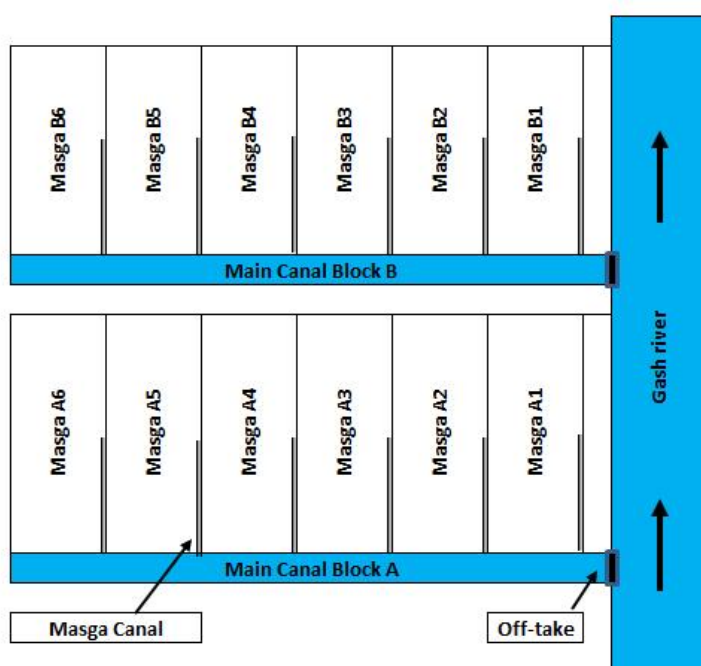 Masga B6
Masga B5
Masga B4
Masga B3
Masga B2
Masga B1
Main Canal Block B
Gash river
Masga A6
Masga A5
Masga A4
Masga A3
Masga A2
Masga A1
Main Canal Block A
Masga Canal
Off-take